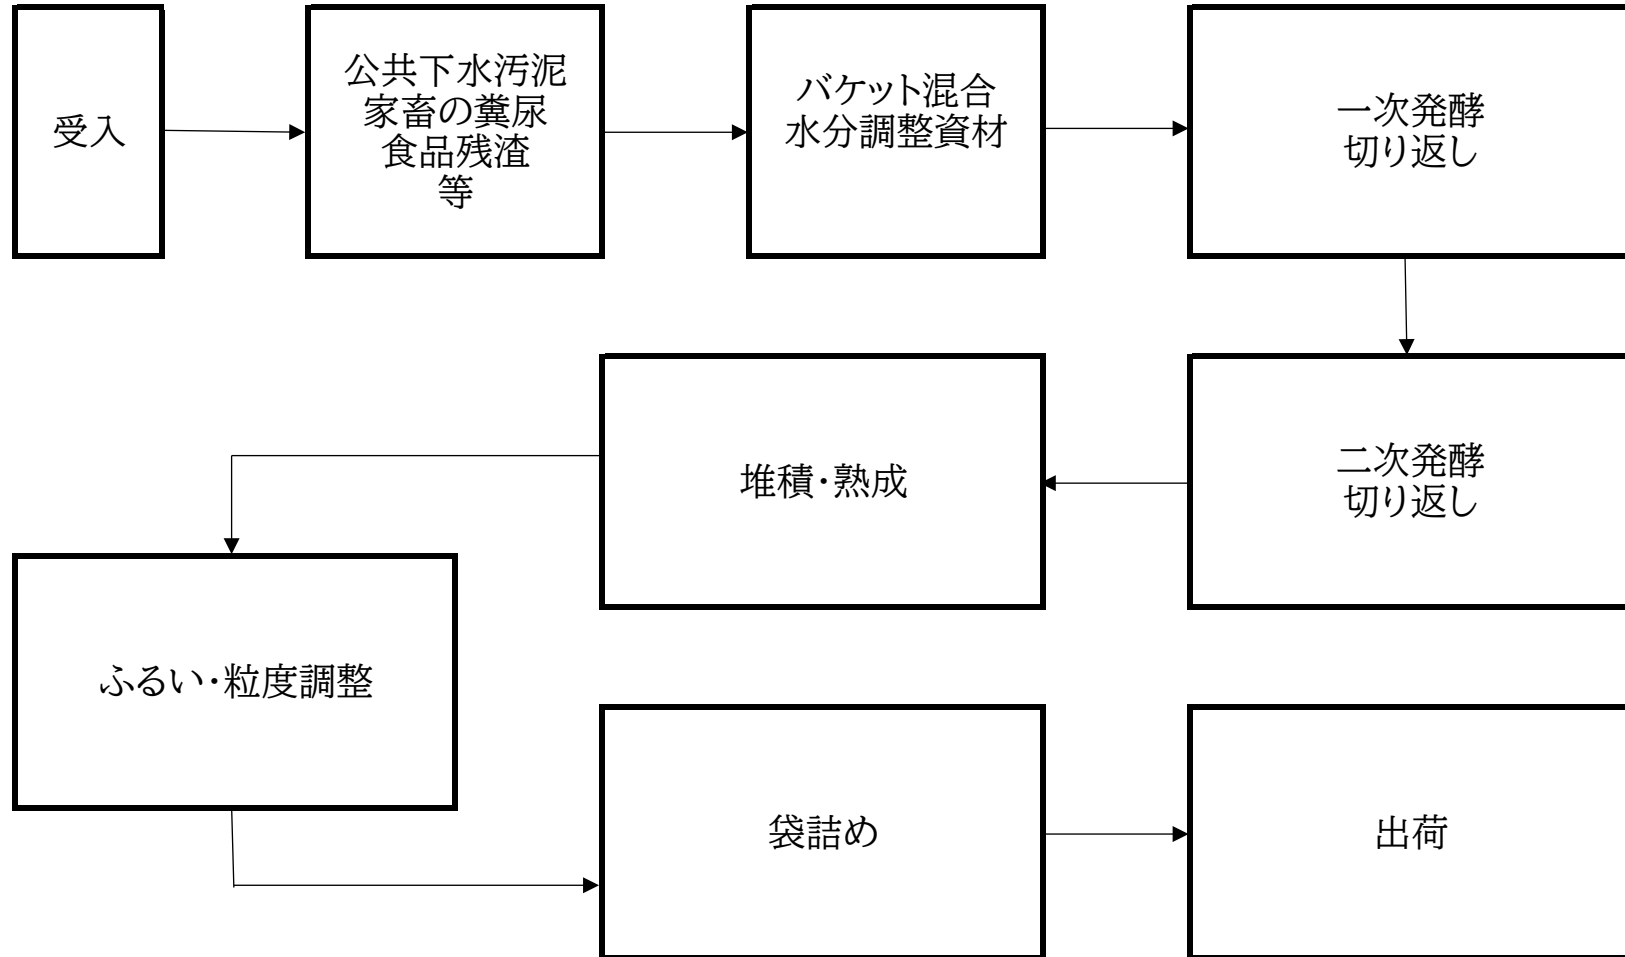 受入
公共下水汚泥
家畜の糞尿
食品残渣
等
バケット混合
水分調整資材
一次発酵
切り返し
二次発酵
切り返し
堆積・熟成
ふるい・粒度調整
袋詰め
出荷